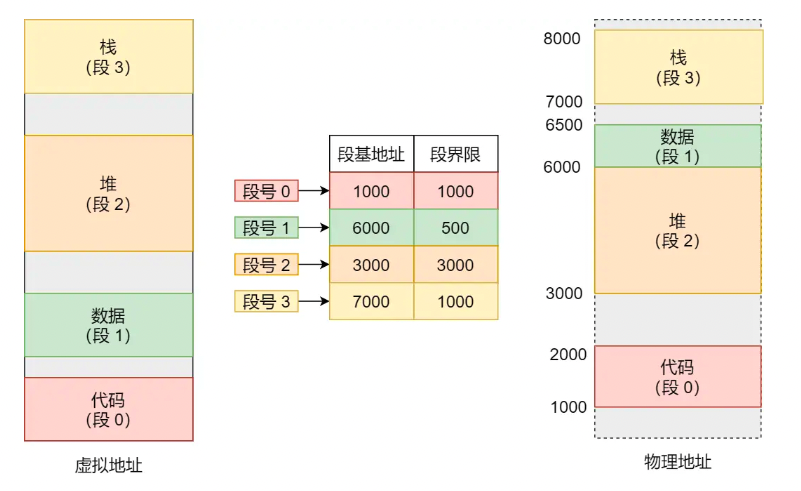 栈
（段 3）
堆
（段 2）
数据
（段 1）
代码
（段 0）
虚拟地址
段基地址 段界限
段号 0 1000 1000
段号 1 6000 500
段号 2 3000 3000
段号 3 7000 1000
8000
栈
（段 3）
7000
6500
数据
（段 1）
6000
堆
（段 2）
3000
2000
代码
（段 0）
1000
物理地址